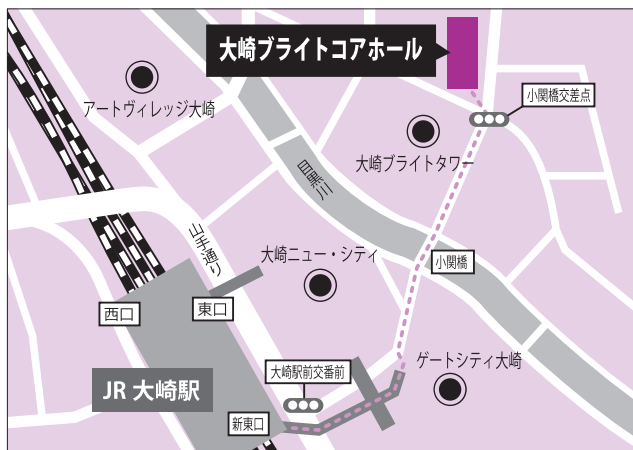 大崎ブライトコアホール
アートヴィレッジ大崎
小関橋交差点
大崎ブライトタワー
目黒川
山手通り
大崎ニュー・シティ
小関橋
西口
東口
大崎駅前交番前
ゲートシティ大崎
JR 大崎駅
新東口